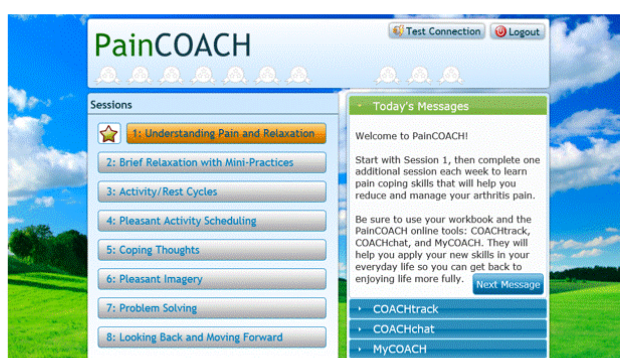 PainCOACH
Test Connection
Logout
Sessions
1: Understanding Pain and Relaxation
2: Brief Relaxation with Mini-Practices
3: Activity/Rest Cycles
4: Pleasant Activity Scheduling
5: Coping Thoughts
6: Pleasant Imagery
7: Problem Solving
8: Looking Back and Moving Forward
Today's Messages
Welcome to PainCOACH!
Start with Session 1, then complete one
additional session each week to learn
pain coping skills that will help you
reduce and manage your arthritis pain.
Be sure to use your workbook and the
PainCOACH online tools: COACHtrack,
COACHchat, and MyCOACH. They will
help you apply your new skills in your
everyday life so you can get back to
enjoying life more fully.
Next Message
COACHtrack
COACHchat
MyCOACH